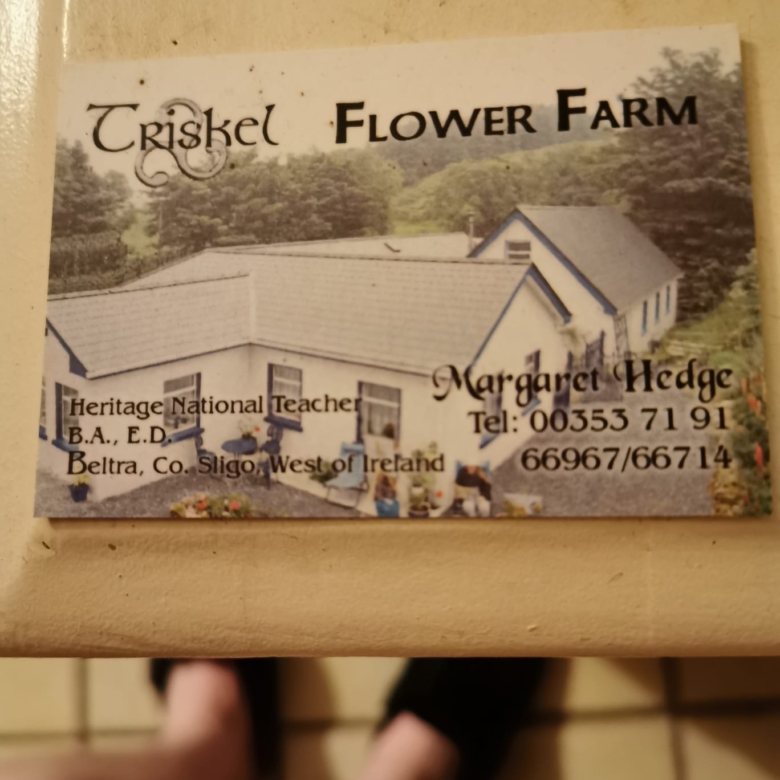 Triskel FLOWER FARM
Heritage National Teacher
B.A., E.D.
Beltra, Co. Sligo, West of Ireland
Margaret Hedge
Tel: 00353 71 91
66967/66714